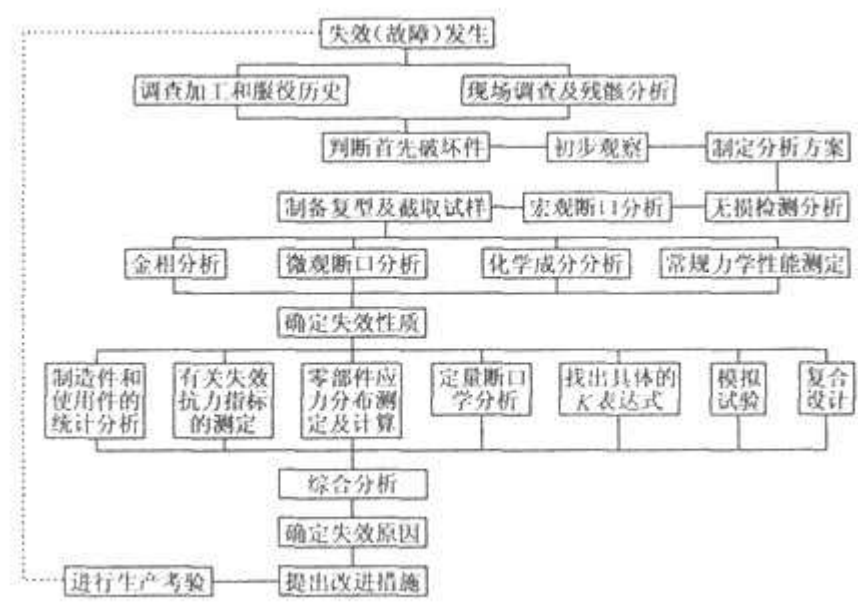 失效(故障)发生
调查加工和服役历史
现场调查及残骸分析
判断首先破坏件
初步观察
制定分析方案
制备复型及截取试样
宏观断口分析
无损检测分析
金相分析
微观断口分析
化学成分分析
常规力学性能测定
确定失效性质
制造件和
使用件的
统计分析
有关失效
抗力指标
的测定
零部件应
力分布测
定及计算
定量断口
学分析
找出具体的
K表达式
模拟
试验
复合
设计
综合分析
确定失效原因
进行生产考验
提出改进措施